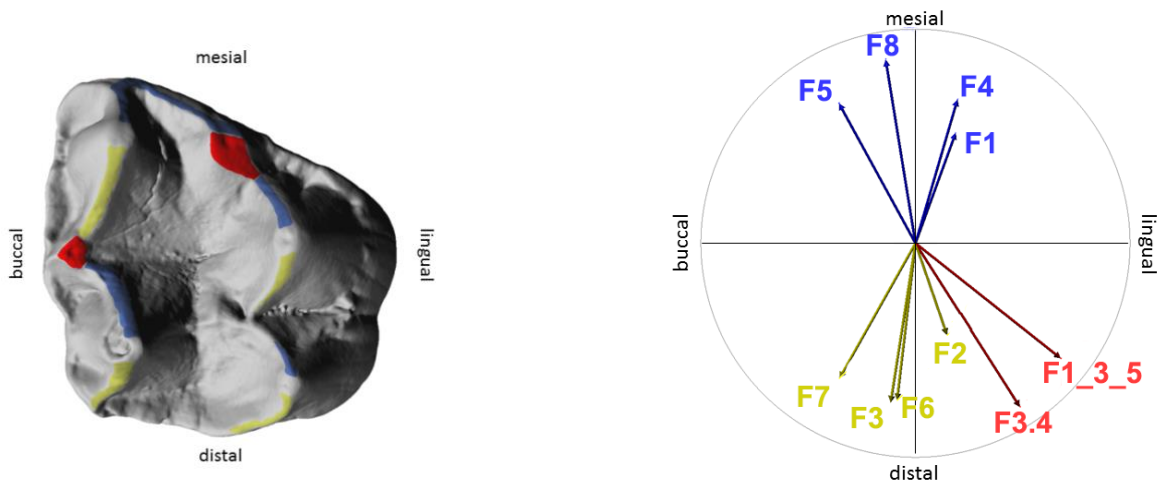 mesial
buccal
lingual
distal
mesial
F8
F5
F4
F1
buccal
lingual
F2
F7
F3
F6
F1_3_5
F3.4
distal